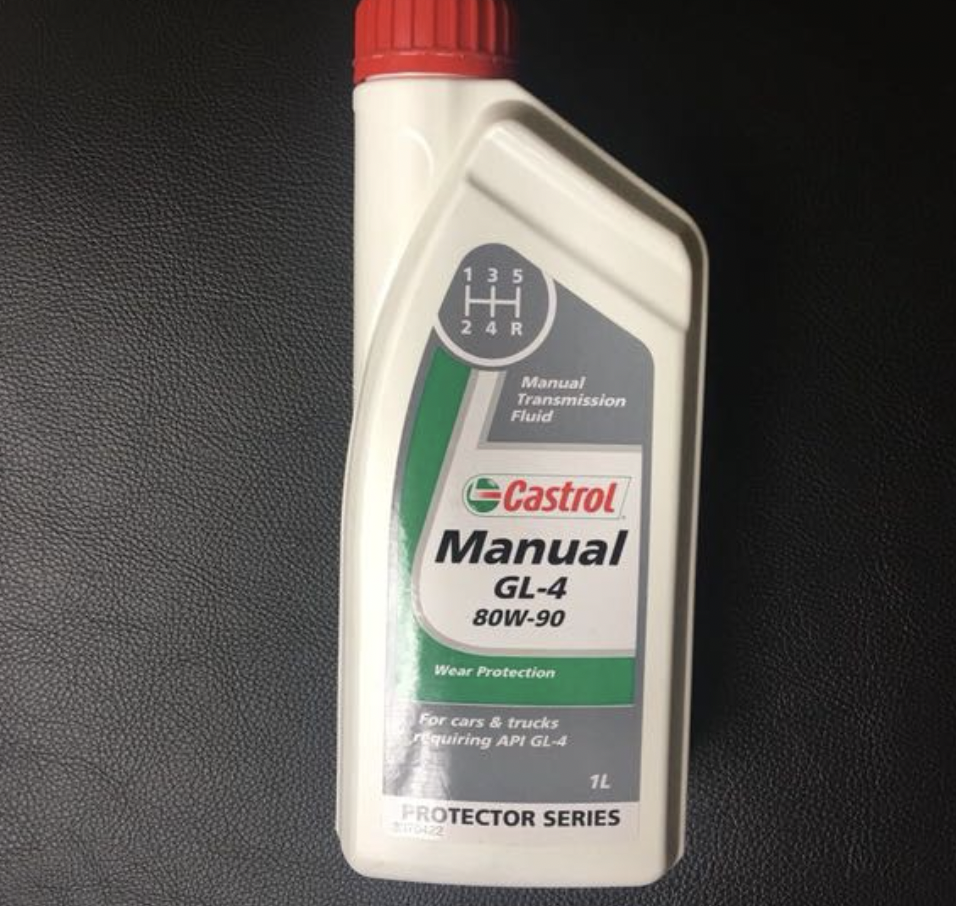 1 3 5
2 4 R
Manual
Transmission
Fluid
Castrol
Manual
GL-4
80W-90
Wear Protection
For cars & trucks
requiring API GL-4
1L
PROTECTOR SERIES